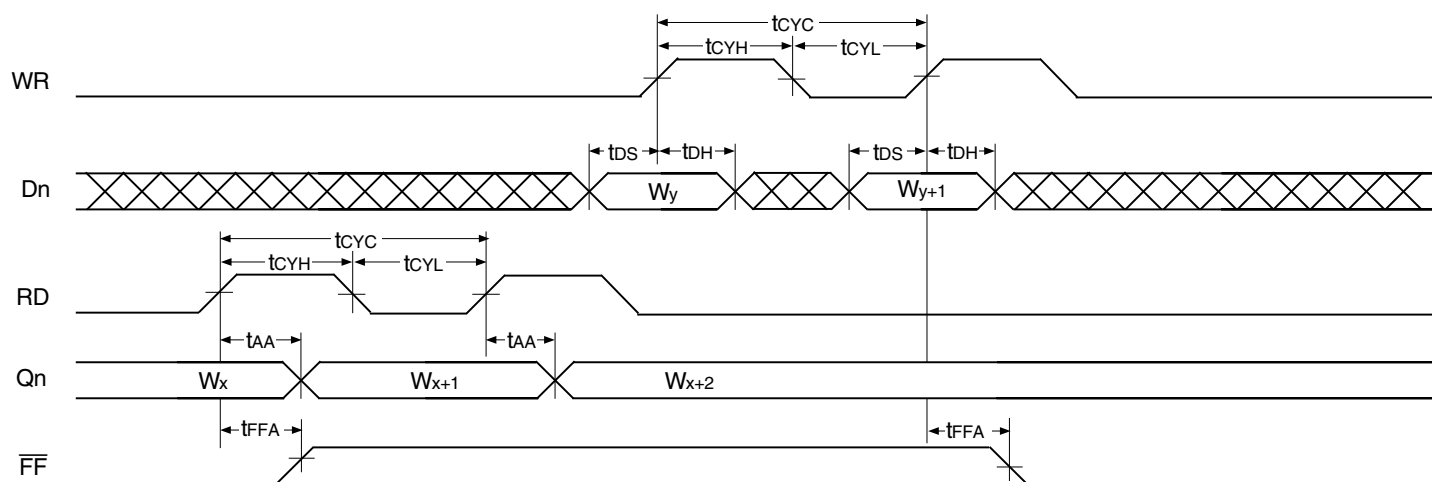 tCYC
tCYH tCYL
WR
tDS tDH tDS tDH
Dn Wy Wy+1
tCYC
tCYH tCYL
RD
tAA tAA
Qn Wx Wx+1 Wx+2
tFFA tFFA
F̅F̅